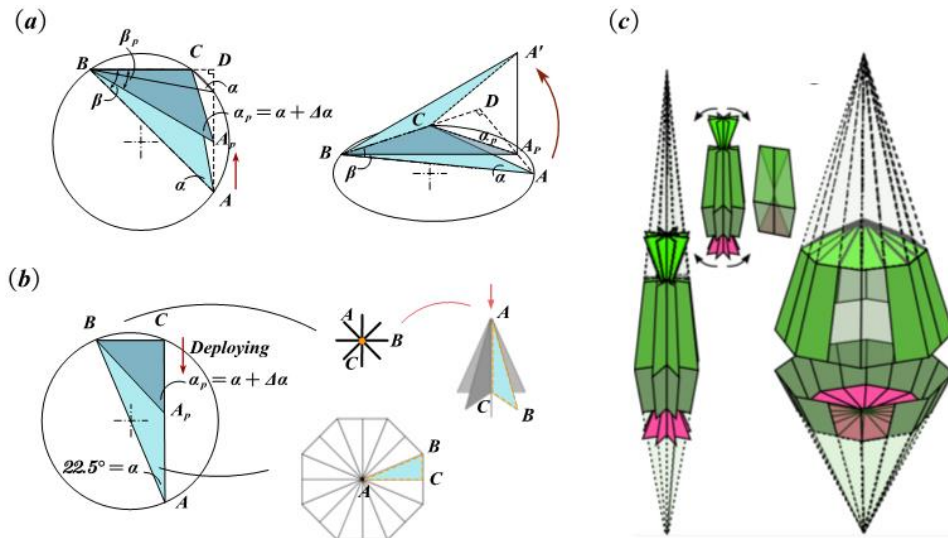 (a)
β_p
B
C
D
α
β
α_p = α + Δα
A_p
α
A
A'
D
C
α_p
B
A_p
β
α
A
(b)
B
C
Deploying
α_p = α + Δα
A_p
22.5° = α
A
A
B
C
A
C
B
B
A
C
(c)